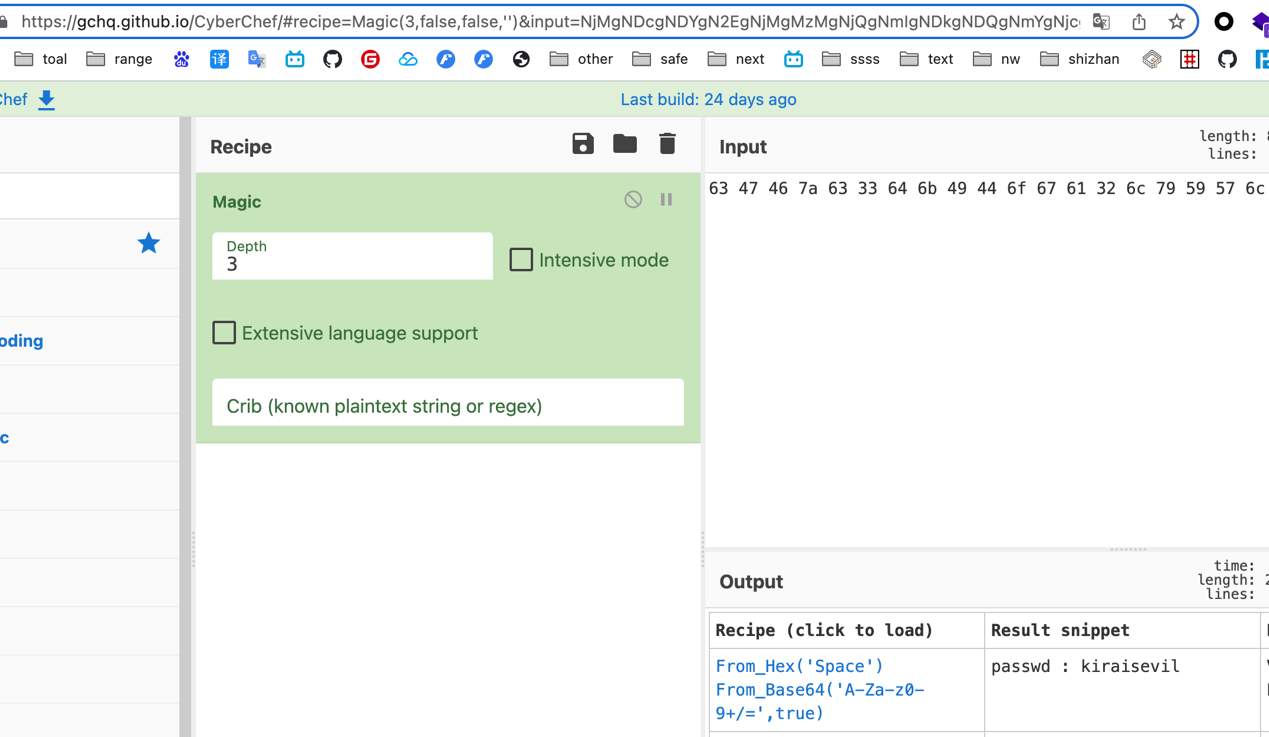 https://gchq.github.io/CyberChef/#recipe=Magic(3,false,false,'')&input=NjMgNDcgNDYgN2EgNjMgMzMgNjQgNmIgNDkgNDQgNmYgNjc
toal range 译 G other safe next ssss text nw shizhan
Chef Last build: 24 days ago
Recipe
Input
length:
lines:
Magic
Depth
3
Intensive mode
Extensive language support
Crib (known plaintext string or regex)
63 47 46 7a 63 33 64 6b 49 44 6f 67 61 32 6c 79 59 57 6c
oding
c
Output
time:
length: 2
lines:
Recipe (click to load) Result snippet
From_Hex('Space')
From_Base64('A-Za-z0-
9+/=',true)
passwd : kiraisevil